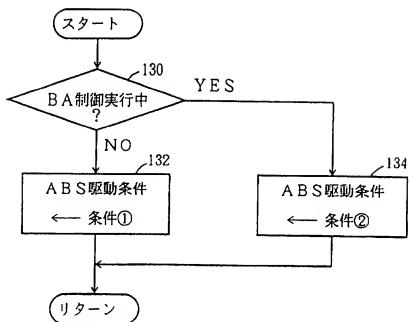 スタート
130
BA制御実行中
?
YES
NO
132
ABS駆動条件
← 条件①
134
ABS駆動条件
← 条件②
リターン